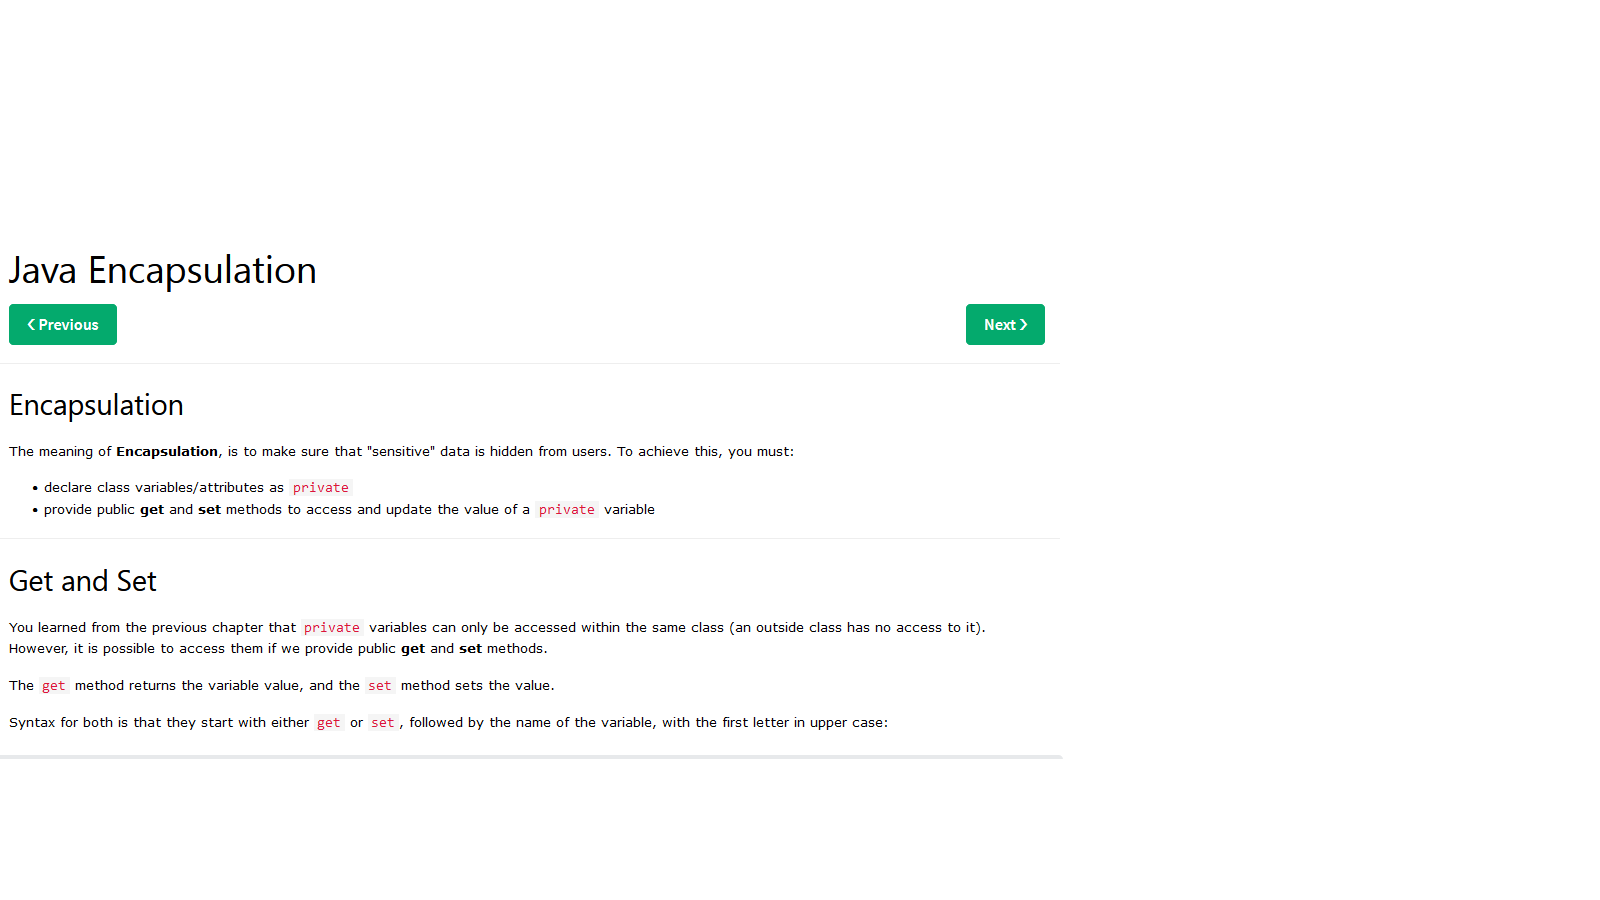 Java Encapsulation
❮ Previous
Next ❯
Encapsulation
The meaning of Encapsulation, is to make sure that "sensitive" data is hidden from users. To achieve this, you must:
• declare class variables/attributes as private
• provide public get and set methods to access and update the value of a private variable
Get and Set
You learned from the previous chapter that private variables can only be accessed within the same class (an outside class has no access to it).
However, it is possible to access them if we provide public get and set methods.
The get method returns the variable value, and the set method sets the value.
Syntax for both is that they start with either get or set, followed by the name of the variable, with the first letter in upper case: